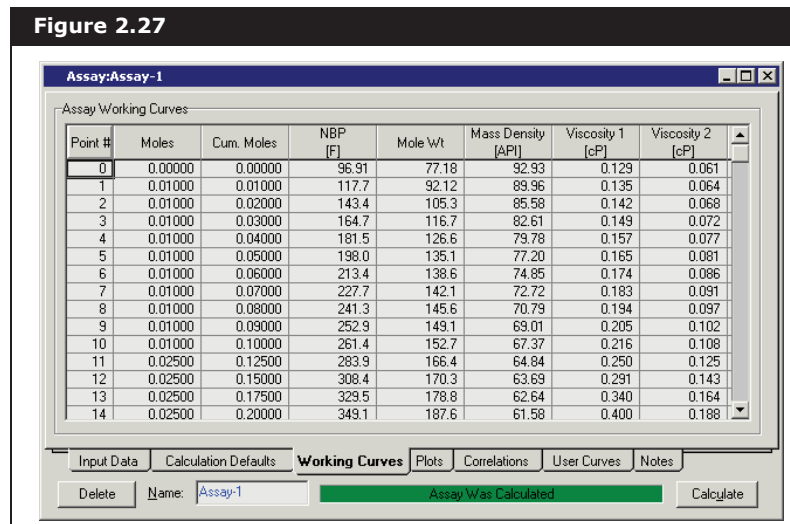 Figure 2.27
Assay:Assay-1
Assay Working Curves
Point # Moles Cum. Moles NBP [F] Mole Wt Mass Density [API] Viscosity 1 [cP] Viscosity 2 [cP]
0 0.00000 0.00000 96.91 77.18 92.93 0.129 0.061
1 0.01000 0.01000 117.7 92.12 89.96 0.135 0.064
2 0.01000 0.02000 143.4 105.3 85.58 0.142 0.068
3 0.01000 0.03000 164.7 116.7 82.61 0.149 0.072
4 0.01000 0.04000 181.5 126.6 79.78 0.157 0.077
5 0.01000 0.05000 198.0 135.1 77.20 0.165 0.081
6 0.01000 0.06000 213.4 138.6 74.85 0.174 0.086
7 0.01000 0.07000 227.7 142.1 72.72 0.183 0.091
8 0.01000 0.08000 241.3 145.6 70.79 0.194 0.097
9 0.01000 0.09000 252.9 149.1 69.01 0.205 0.102
10 0.01000 0.10000 261.4 152.7 67.37 0.216 0.108
11 0.02500 0.12500 283.9 166.4 64.84 0.250 0.125
12 0.02500 0.15000 308.4 170.3 63.69 0.291 0.143
13 0.02500 0.17500 329.5 178.8 62.64 0.340 0.164
14 0.02500 0.20000 349.1 187.6 61.58 0.400 0.188
Input Data Calculation Defaults Working Curves Plots Correlations User Curves Notes
Delete Name: Assay-1 Assay Was Calculated Calculate